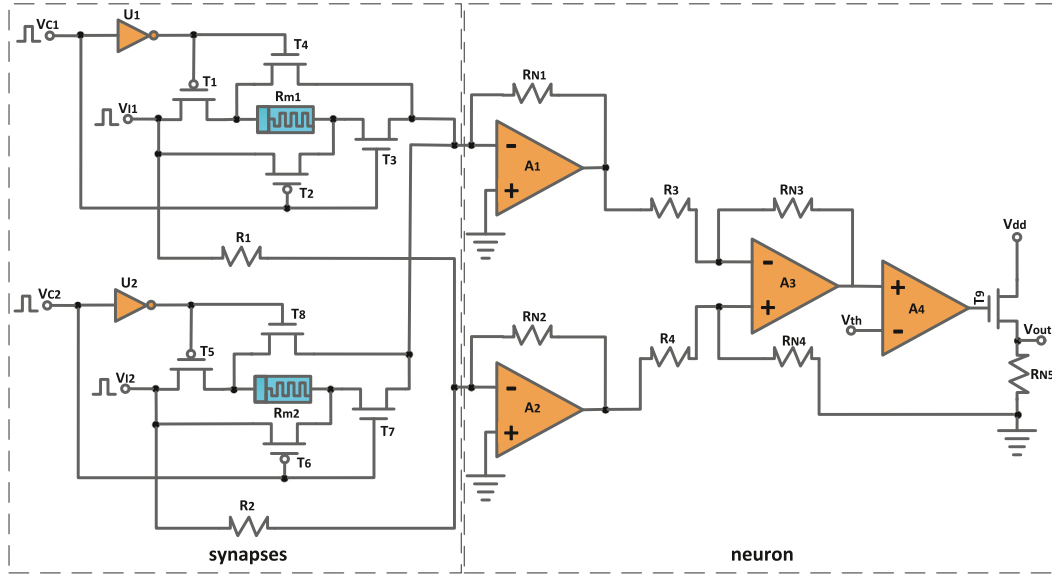 VC1
U1
T4
T1
VI1
Rm1
T3
T2
R1
VC2
U2
T8
T5
VI2
Rm2
T7
T6
R2
synapses
RN1
-
A1
+
R3
RN3
-
A3
+
Vdd
T9
+
A4
-
Vth
Vout
RN2
R4
RN4
RN5
-
A2
+
neuron